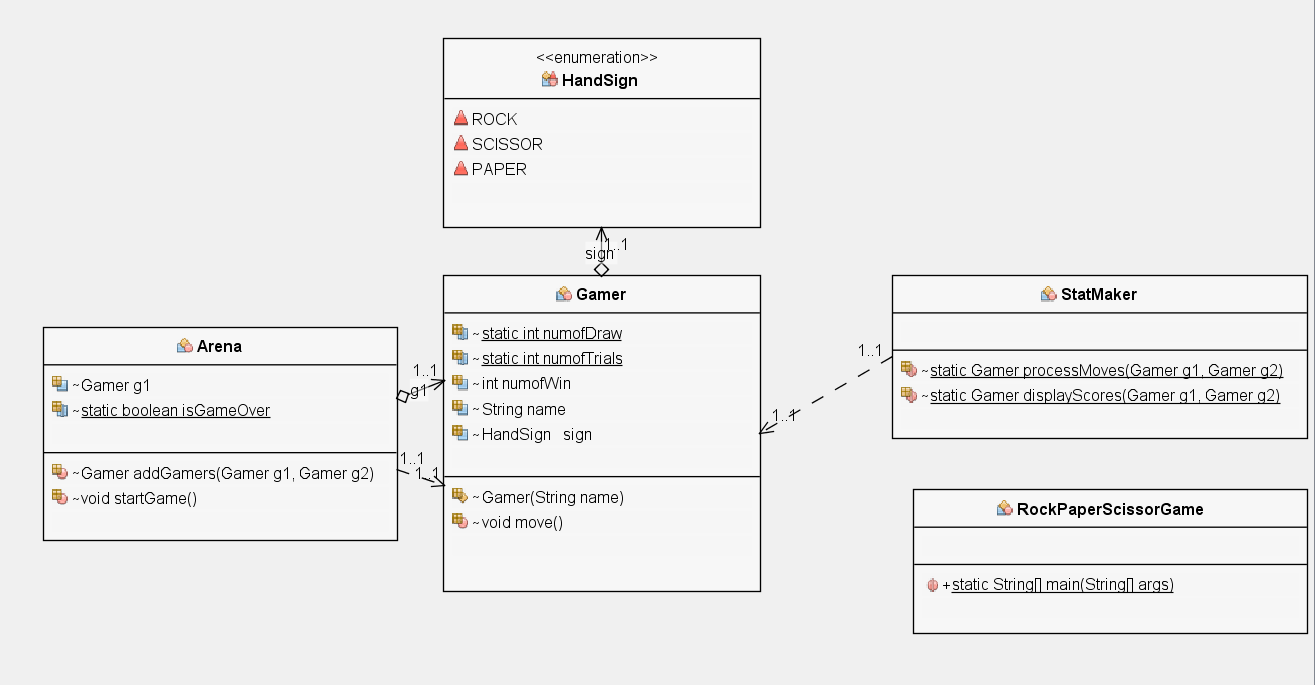 <<enumeration>>
HandSign
ROCK
SCISSOR
PAPER
1..1
sign
Gamer
~static int numofDraw
~static int numofTrials
~int numofWin
~String name
~HandSign sign
~Gamer(String name)
~void move()
Arena
~Gamer g1
~static boolean isGameOver
~Gamer addGamers(Gamer g1, Gamer g2)
~void startGame()
1..1
g1
1..1
1..1
StatMaker
~static Gamer processMoves(Gamer g1, Gamer g2)
~static Gamer displayScores(Gamer g1, Gamer g2)
1..1
1..1
RockPaperScissorGame
+static String[] main(String[] args)